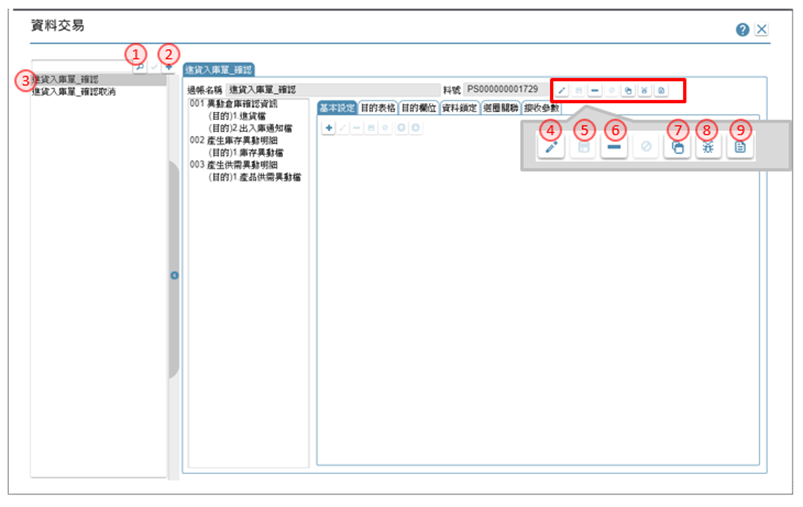 資料交易
?
1
2
3
進貨入庫單_確認
進貨入庫單_確認取消
進貨入庫單_確認
過帳名稱 進貨入庫單_確認 料號 PS000000001729
001 異動倉庫確認資訊
(目的)1 進貨檔
(目的)2 出入庫通知檔
002 產生庫存異動明細
(目的)1 庫存異動檔
003 產生供需異動明細
(目的)1 產品供需異動檔
基本設定 目的表格 目的欄位 資料鎖定 迴圈關聯 接收參數
4 5 6 7 8 9